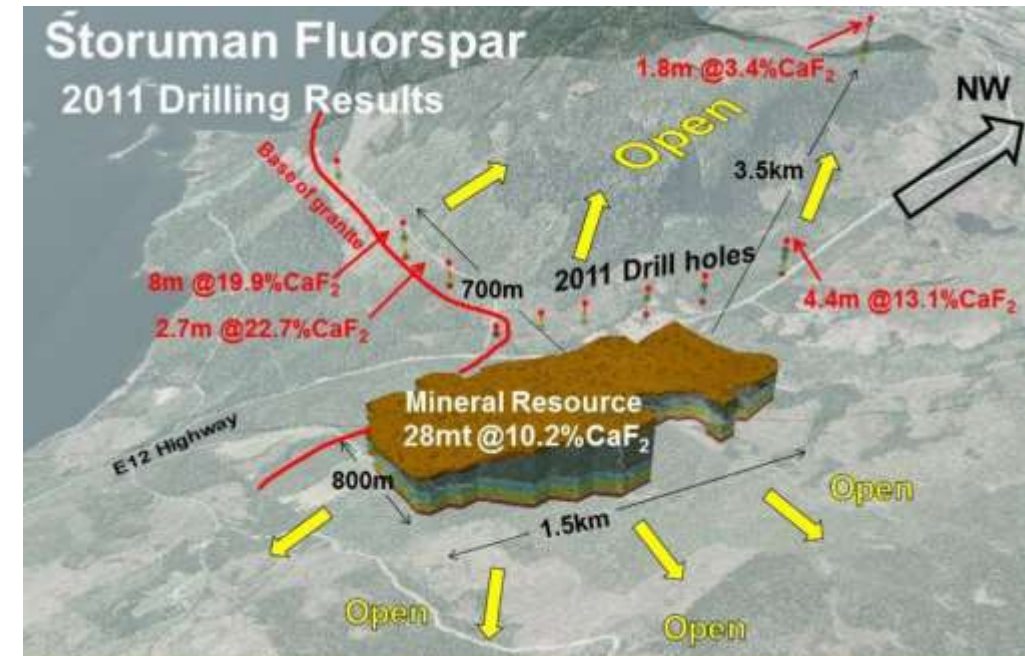 Storuman Fluorspar
2011 Drilling Results
1.8m @3.4%CaF₂
NW
Open
Base of granite
3.5km
2011 Drill holes
8m @19.9%CaF₂
700m
4.4m @13.1%CaF₂
2.7m @22.7%CaF₂
Mineral Resource
28mt @10.2%CaF₂
E12 Highway
800m
Open
1.5km
Open
Open